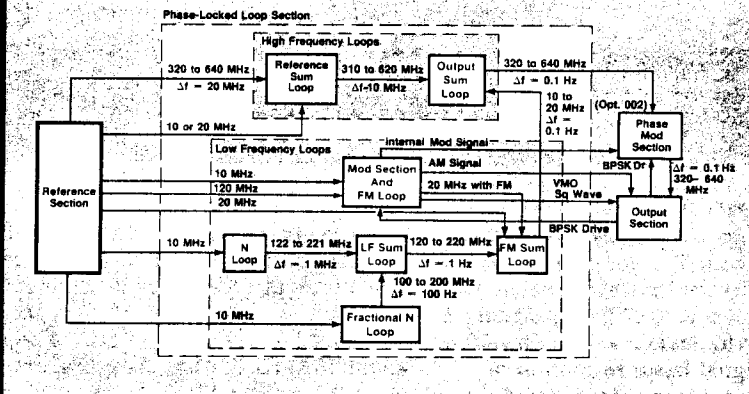 Phase-Locked Loop Section
High Frequency Loops
320 to 640 MHz
Δf = 20 MHz
Reference
Sum
Loop
310 to 620 MHz
Δf-10 MHz
Output
Sum
Loop
320 to 640 MHz
Δf = 0.1 Hz
10 to
20 MHz
Δf =
0.1 Hz
(Opt. 002)
Phase
Mod
Section
10 or 20 MHz
Low Frequency Loops
Internal Mod Signal
AM Signal
BPSK Dr
Δf = 0.1 Hz
320– 640
MHz
Reference
Section
10 MHz
120 MHz
20 MHz
Mod Section
And
FM Loop
20 MHz with FM
VMO
Sq Wave
Output
Section
BPSK Drive
10 MHz
N
Loop
122 to 221 MHz
Δf = 1 MHz
LF Sum
Loop
120 to 220 MHz
Δf = 1 Hz
FM Sum
Loop
100 to 200 MHz
Δf = 100 Hz
10 MHz
Fractional N
Loop